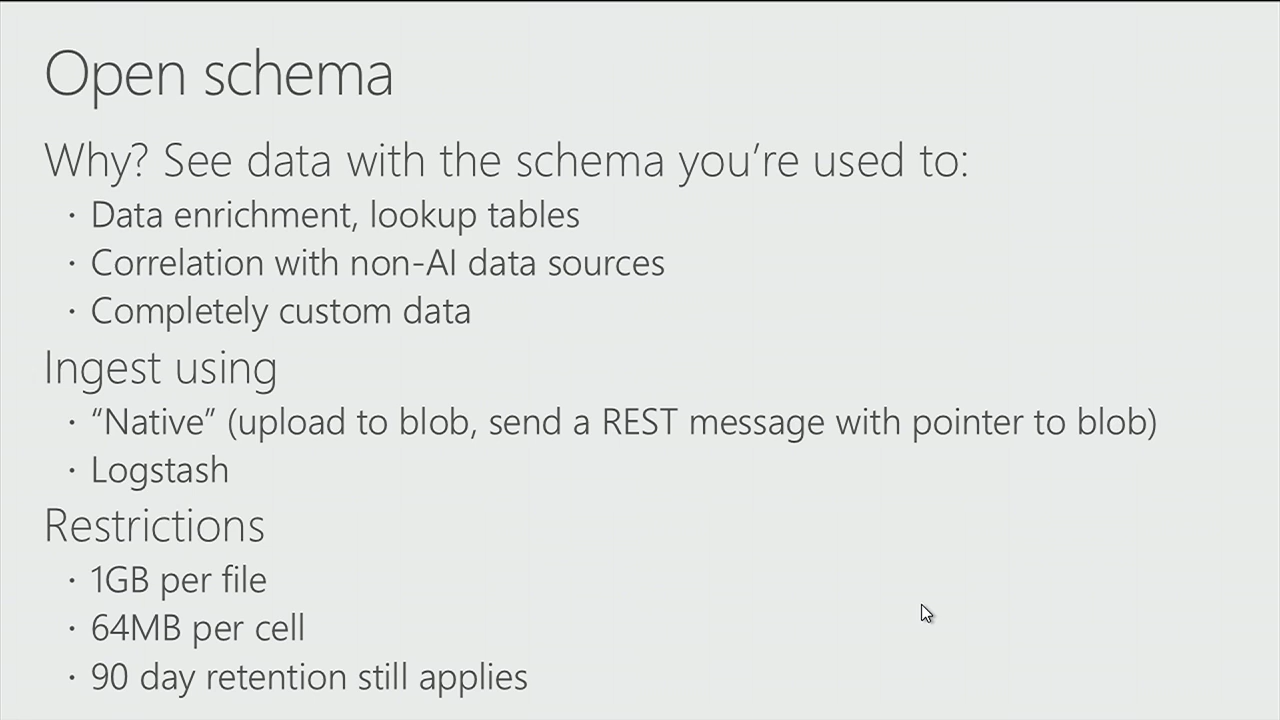 Open schema
Why? See data with the schema you’re used to:
· Data enrichment, lookup tables
· Correlation with non-AI data sources
· Completely custom data
Ingest using
· “Native” (upload to blob, send a REST message with pointer to blob)
· Logstash
Restrictions
· 1GB per file
· 64MB per cell
· 90 day retention still applies